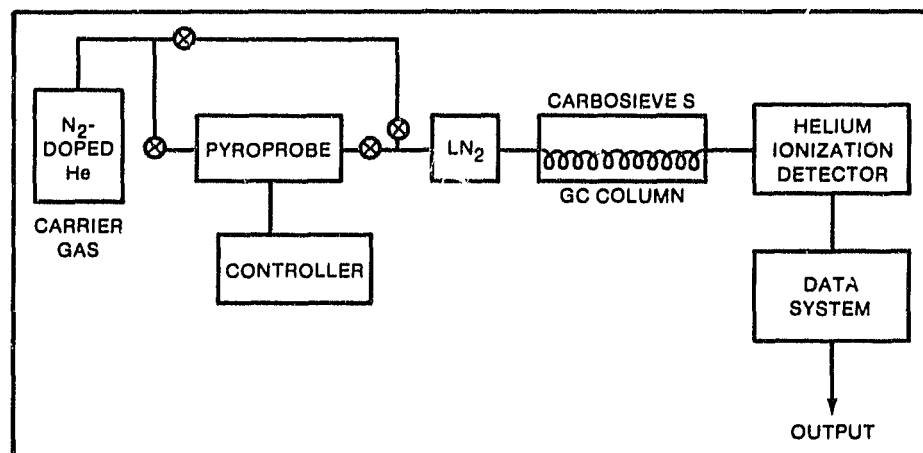 N₂-
DOPED
He
CARRIER
GAS
PYROPROBE
CONTROLLER
LN₂
CARBOSIEVE S
GC COLUMN
HELIUM
IONIZATION
DETECTOR
DATA
SYSTEM
OUTPUT